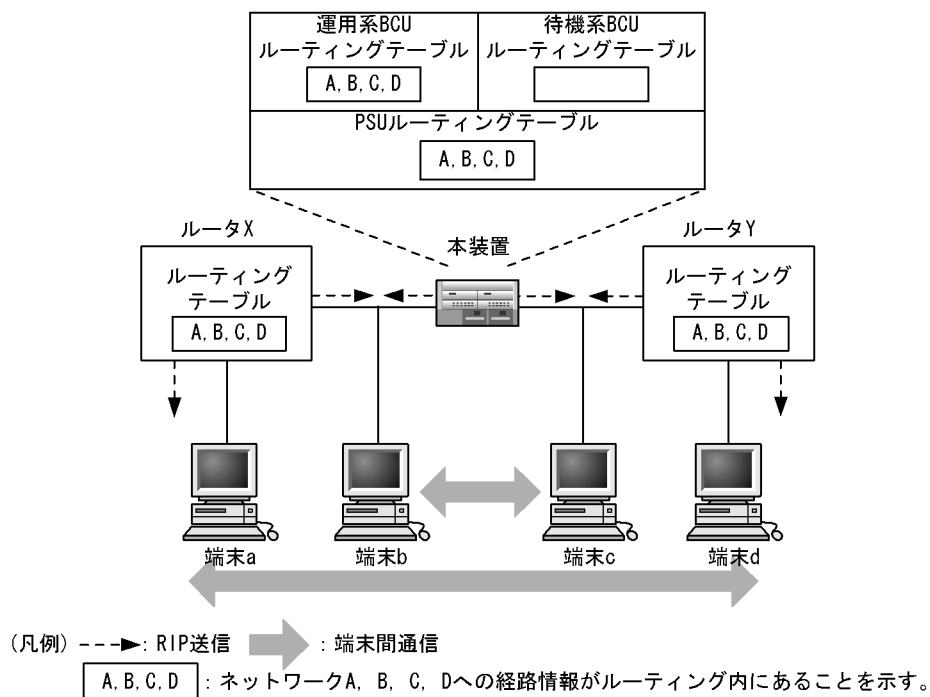 運用系BCU
ルーティングテーブル
A,B,C,D
待機系BCU
ルーティングテーブル
PSUルーティングテーブル
A,B,C,D
ルータX
ルーティング
テーブル
A,B,C,D
本装置
ルータY
ルーティング
テーブル
A,B,C,D
端末a
端末b
端末c
端末d
(凡例) : RIP送信 : 端末間通信
A,B,C,D : ネットワークA, B, C, Dへの経路情報がルーティング内にあることを示す。